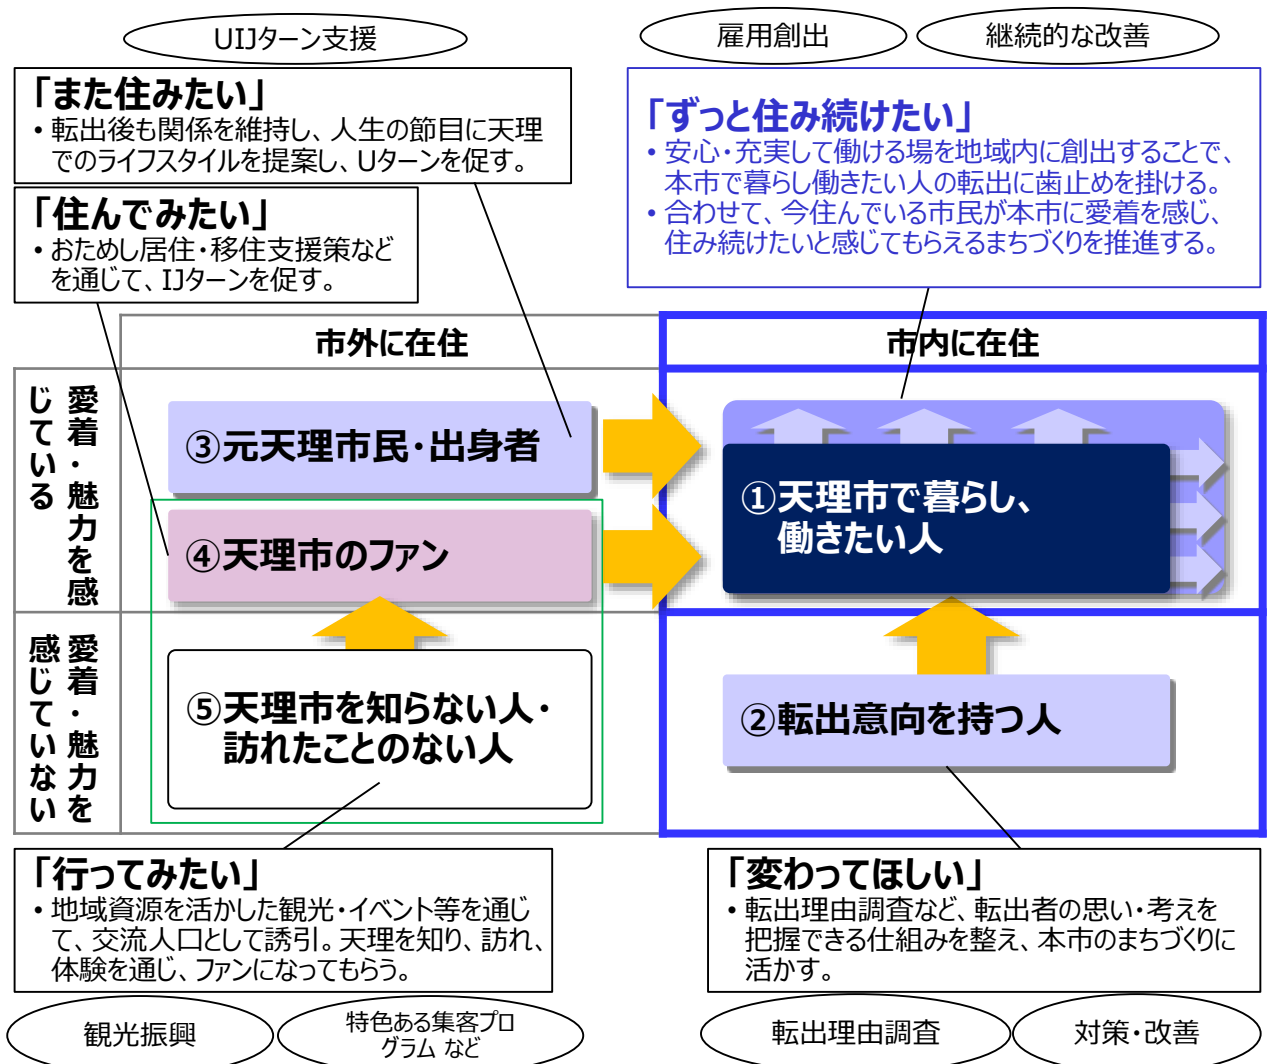 UIJターン支援
雇用創出
継続的な改善
「また住みたい」
• 転出後も関係を維持し、人生の節目に天理
でのライフスタイルを提案し、Uターンを促す。
「住んでみたい」
• おためし居住・移住支援策など
を通じて、IJターンを促す。
「ずっと住み続けたい」
• 安心・充実して働ける場を地域内に創出することで、
本市で暮らし働きたい人の転出に歯止めを掛ける。
• 合わせて、今住んでいる市民が本市に愛着を感じ、
住み続けたいと感じてもらえるまちづくりを推進する。
市外に在住
市内に在住
愛着・魅力を感
じている
③元天理市民・出身者
④天理市のファン
①天理市で暮らし、
働きたい人
愛着・魅力を
感じていない
⑤天理市を知らない人・
訪れたことのない人
②転出意向を持つ人
「行ってみたい」
• 地域資源を活かした観光・イベント等を通じ
て、交流人口として誘引。天理を知り、訪れ、
体験を通じ、ファンになってもらう。
「変わってほしい」
• 転出理由調査など、転出者の思い・考えを
把握できる仕組みを整え、本市のまちづくりに
活かす。
観光振興
特色ある集客プロ
グラム など
転出理由調査
対策・改善